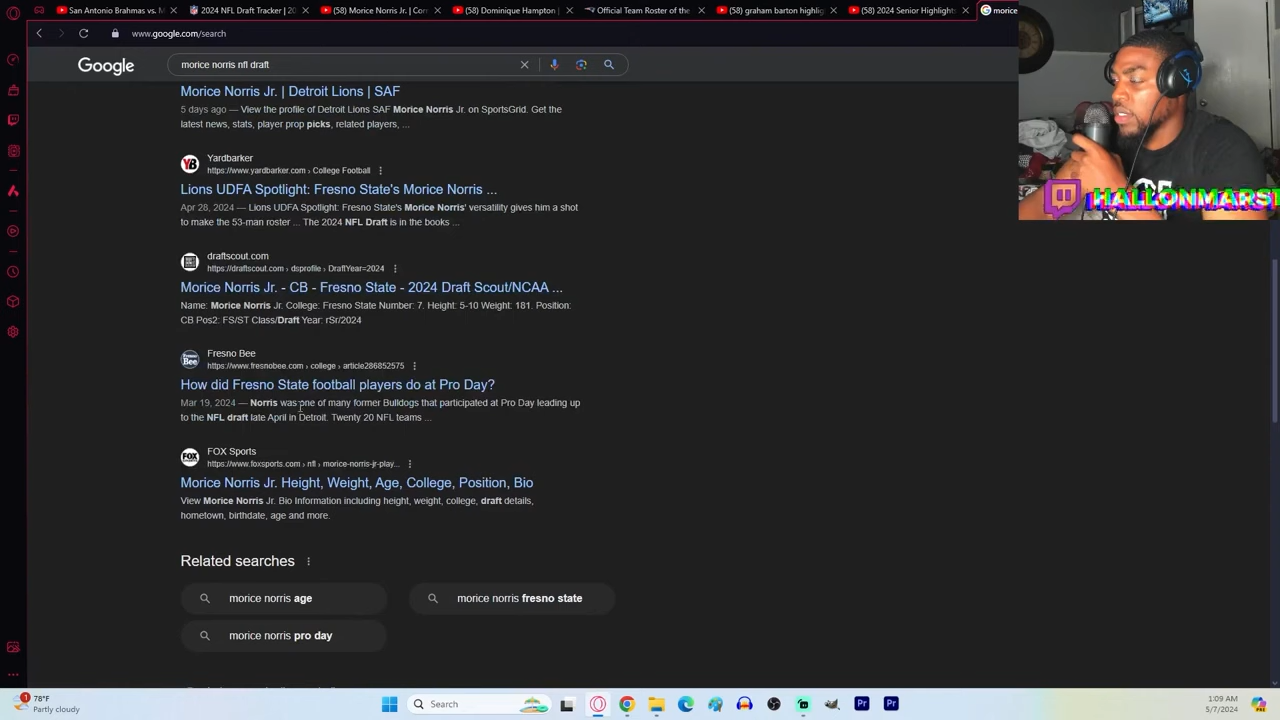 San Antonio Brahmas vs. M
2024 NFL Draft Tracker | 20
(58) Morice Norris Jr. | Corn
(58) Dominique Hampton |
Official Team Roster of the
(58) graham barton highlig
(58) 2024 Senior Highlights
morice
www.google.com/search
Google
morice norris nfl draft
Morice Norris Jr. | Detroit Lions | SAF
5 days ago — View the profile of Detroit Lions SAF Morice Norris Jr. on SportsGrid. Get the
latest news, stats, player prop picks, related players, ...
HALLONMARS
YB
Yardbarker
https://www.yardbarker.com › College Football
Lions UDFA Spotlight: Fresno State's Morice Norris ...
Apr 28, 2024 — Lions UDFA Spotlight: Fresno State's Morice Norris' versatility gives him a shot
to make the 53-man roster ... The 2024 NFL Draft is in the books ...
draftscout.com
https://draftscout.com › dsprofile › DraftYear=2024
Morice Norris Jr. - CB - Fresno State - 2024 Draft Scout/NCAA ...
Name: Morice Norris Jr. College: Fresno State Number: 7. Height: 5-10 Weight: 181. Position:
CB Pos2: FS/ST Class/Draft Year: rSr/2024
Fresno Bee
Fresno Bee
https://www.fresnobee.com › college › article286852575
How did Fresno State football players do at Pro Day?
Mar 19, 2024 — Norris was one of many former Bulldogs that participated at Pro Day leading up
to the NFL draft late April in Detroit. Twenty 20 NFL teams ...
FOX
FOX Sports
https://www.foxsports.com › nfl › morice-norris-jr-play...
Morice Norris Jr. Height, Weight, Age, College, Position, Bio
View Morice Norris Jr. Bio Information including height, weight, college, draft details,
hometown, birthdate, age and more.
Related searches
morice norris age
morice norris fresno state
morice norris pro day
1
78°F
Partly cloudy
Search
Pr
Pr
1:09 AM
5/7/2024
PRE